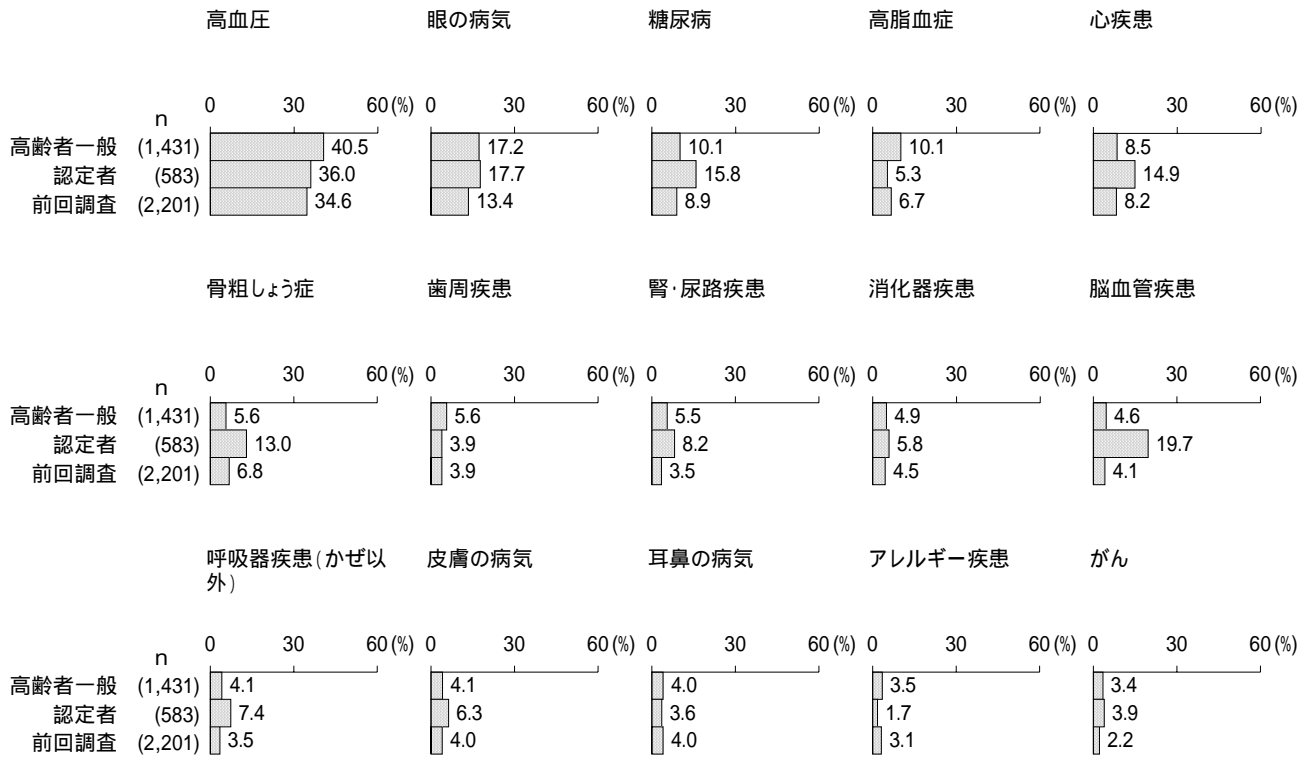 高血圧 眼の病気 糖尿病 高脂血症 心疾患
0 30 60(%) 0 30 60(%) 0 30 60(%) 0 30 60(%) 0 30 60(%)
n
高齢者一般 (1,431) 40.5 17.2 10.1 10.1 8.5
認定者 (583) 36.0 17.7 15.8 5.3 14.9
前回調査 (2,201) 34.6 13.4 8.9 6.7 8.2
骨粗しょう症 歯周疾患 腎・尿路疾患 消化器疾患 脳血管疾患
0 30 60(%) 0 30 60(%) 0 30 60(%) 0 30 60(%) 0 30 60(%)
n
高齢者一般 (1,431) 5.6 5.6 5.5 4.9 4.6
認定者 (583) 13.0 3.9 8.2 5.8 19.7
前回調査 (2,201) 6.8 3.9 3.5 4.5 4.1
呼吸器疾患(かぜ以 皮膚の病気 耳鼻の病気 アレルギー疾患 がん
外)
0 30 60(%) 0 30 60(%) 0 30 60(%) 0 30 60(%) 0 30 60(%)
n
高齢者一般 (1,431) 4.1 4.1 4.0 3.5 3.4
認定者 (583) 7.4 6.3 3.6 1.7 3.9
前回調査 (2,201) 3.5 4.0 4.0 3.1 2.2